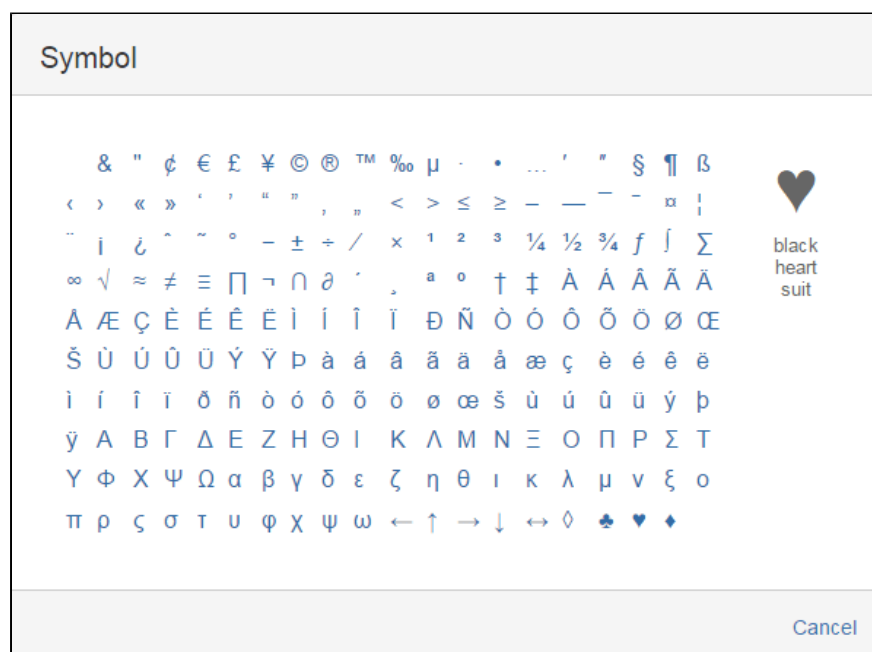 Symbol
& " ¢ € £ ¥ © ® ™ ‰ µ · • … ′ ″ § ¶ ß
‹ › « » ‘ ’ “ ” ‚ „ < > ≤ ≥ – — ¯ ‾ ¤ ¦
¨ ¡ ¿ ˆ ˜ ° − ± ÷ ⁄ × ¹ ² ³ ¼ ½ ¾ ƒ ∫ ∑
∞ √ ≈ ≠ ≡ ∏ ¬ ∩ ∂ ´ ¸ ª º † ‡ À Á Â Ã Ä
Å Æ Ç È É Ê Ë Ì Í Î Ï Ð Ñ Ò Ó Ô Õ Ö Ø Œ
Š Ù Ú Û Ü Ý Ÿ Þ à á â ã ä å æ ç è é ê ë
ì í î ï ð ñ ò ó ô õ ö ø œ š ù ú û ü ý þ
ÿ Α Β Γ Δ Ε Ζ Η Θ Ι Κ Λ Μ Ν Ξ Ο Π Ρ Σ Τ
Υ Φ Χ Ψ Ω α β γ δ ε ζ η θ ι κ λ μ ν ξ ο
π ρ ς σ τ υ φ χ ψ ω ← ↑ → ↓ ↔ ◊ ♣ ♥ ♦
♥
black
heart
suit
Cancel